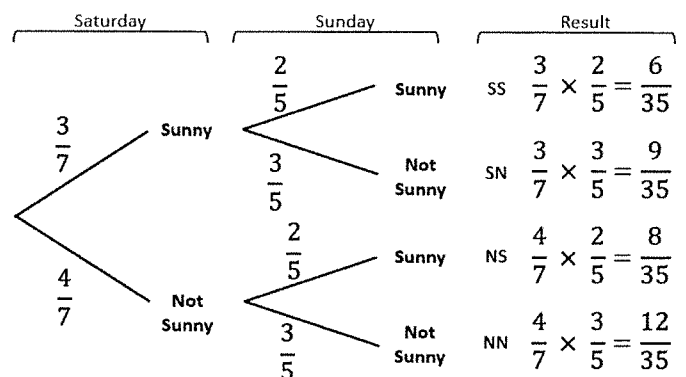 Saturday Sunday Result
2/5 Sunny SS 3/7 × 2/5 = 6/35
3/7 Sunny
3/5 Not Sunny SN 3/7 × 3/5 = 9/35
2/5 Sunny NS 4/7 × 2/5 = 8/35
4/7 Not Sunny
3/5 Not Sunny NN 4/7 × 3/5 = 12/35